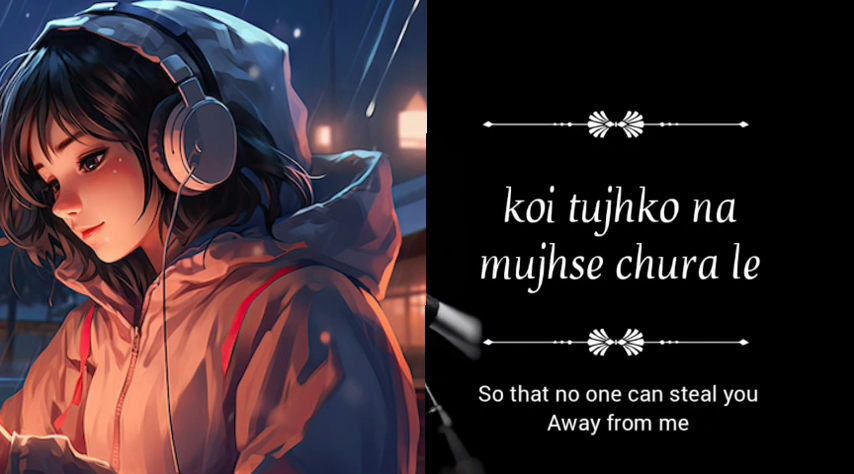 koi tujhko na
mujhse chura le
So that no one can steal you
Away from me